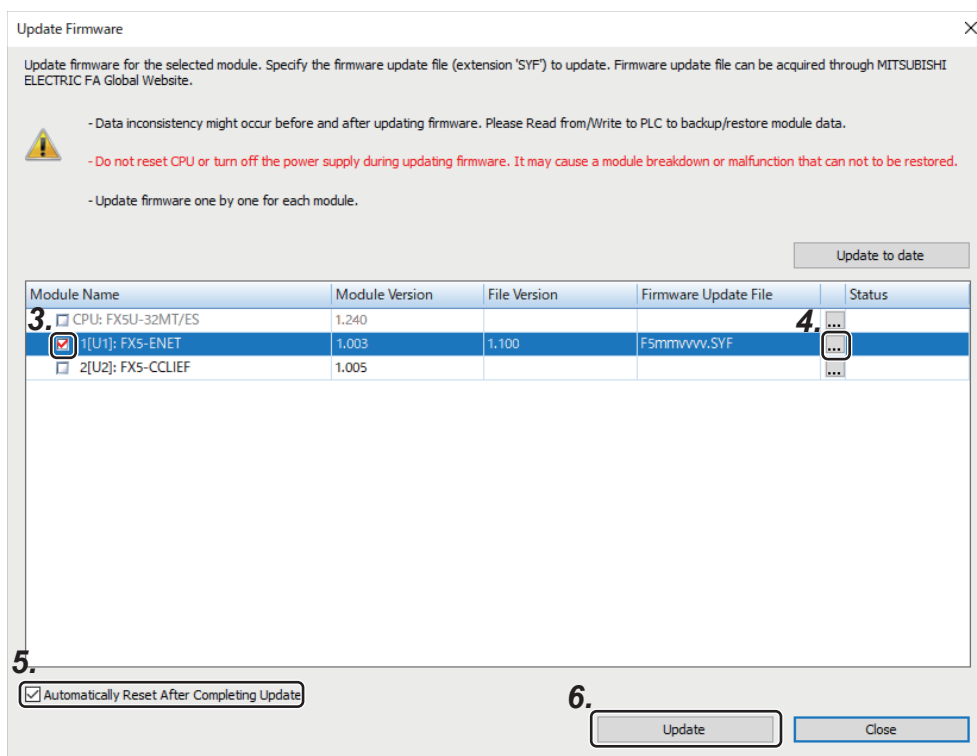 Update Firmware
Update firmware for the selected module. Specify the firmware update file (extension 'SYF') to update. Firmware update file can be acquired through MITSUBISHI
ELECTRIC FA Global Website.
- Data inconsistency might occur before and after updating firmware. Please Read from/Write to PLC to backup/restore module data.
- Do not reset CPU or turn off the power supply during updating firmware. It may cause a module breakdown or malfunction that can not to be restored.
- Update firmware one by one for each module.
Update to date
Module Name Module Version File Version Firmware Update File Status
3. CPU: FX5U-32MT/ES 1.240 4. ...
1[U1]: FX5-ENET 1.003 1.100 F5mmvvvv.SYF ...
2[U2]: FX5-CCLIEF 1.005 ...
5.
Automatically Reset After Completing Update
6.
Update Close